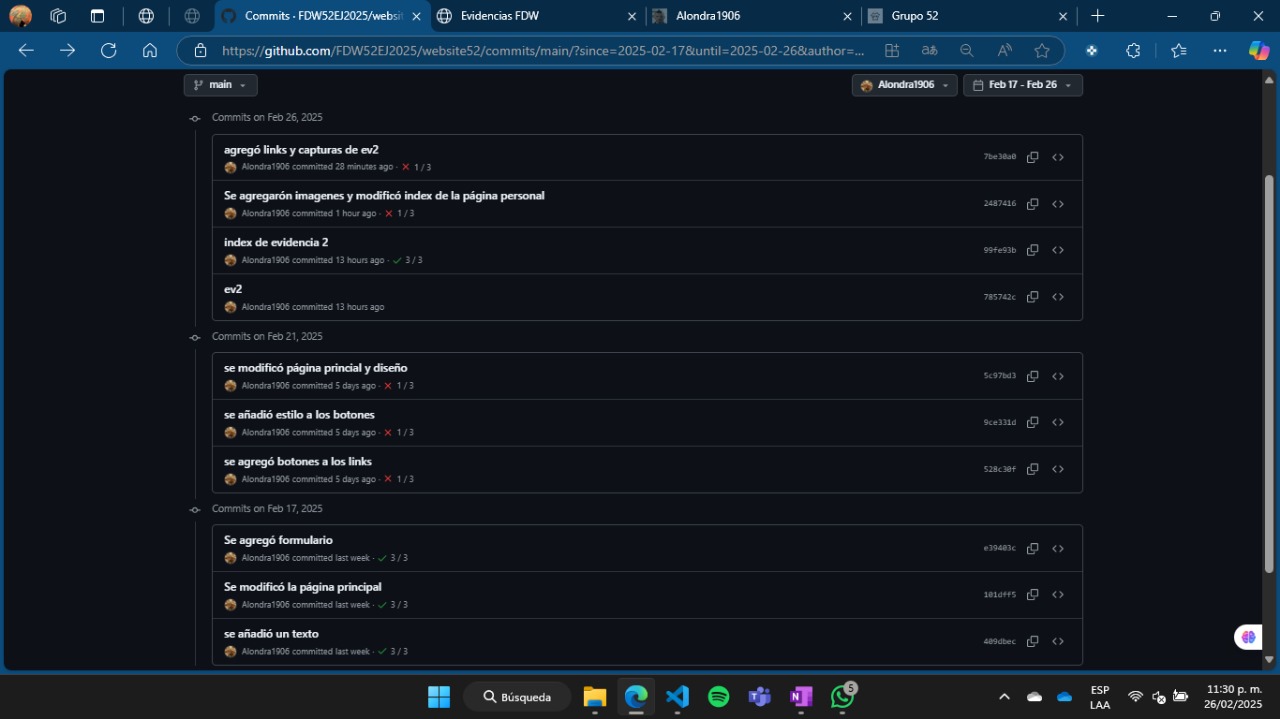 Commits · FDW52EJ2025/websit
Evidencias FDW
Alondra1906
Grupo 52
https://github.com/FDW52EJ2025/website52/commits/main/?since=2025-02-17&until=2025-02-26&author=...
main
Alondra1906
Feb 17 - Feb 26
Commits on Feb 26, 2025
agregó links y capturas de ev2
7be30a0
Alondra1906 committed 28 minutes ago · 1 / 3
Se agregarón imagenes y modificó index de la página personal
2487416
Alondra1906 committed 1 hour ago · 1 / 3
index de evidencia 2
99fe93b
Alondra1906 committed 13 hours ago · 3 / 3
ev2
785742c
Alondra1906 committed 13 hours ago
Commits on Feb 21, 2025
se modificó página princial y diseño
5c97bd3
Alondra1906 committed 5 days ago · 1 / 3
se añadió estilo a los botones
9ce331d
Alondra1906 committed 5 days ago · 1 / 3
se agregó botones a los links
528c30f
Alondra1906 committed 5 days ago · 1 / 3
Commits on Feb 17, 2025
Se agregó formulario
e39403c
Alondra1906 committed last week · 3 / 3
Se modificó la página principal
101dff5
Alondra1906 committed last week · 3 / 3
se añadió un texto
409dbec
Alondra1906 committed last week · 3 / 3
Búsqueda
5
ESP
LAA
11:30 p. m.
26/02/2025